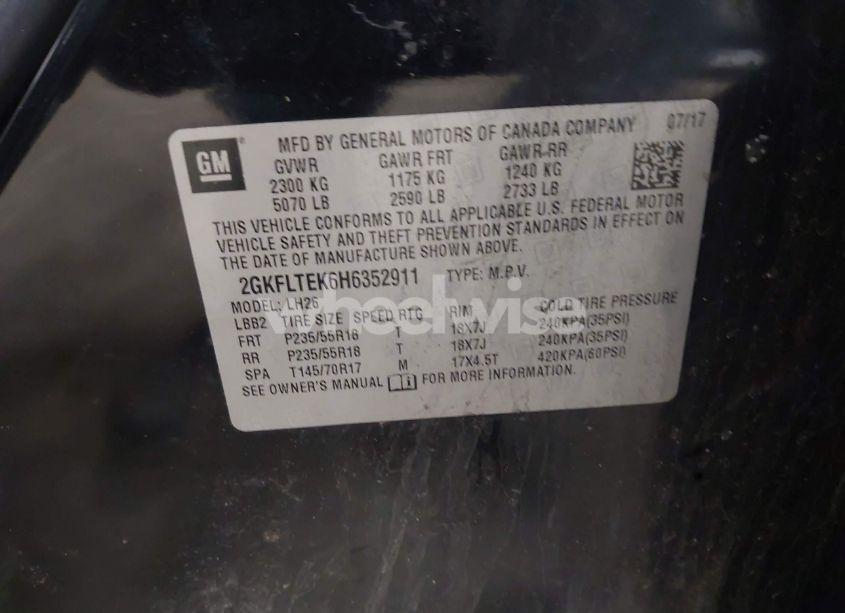 GM
MFD BY GENERAL MOTORS OF CANADA COMPANY 07/17
GVWR GAWR FRT GAWR RR
2300 KG 1175 KG 1240 KG
5070 LB 2590 LB 2733 LB
THIS VEHICLE CONFORMS TO ALL APPLICABLE U.S. FEDERAL MOTOR
VEHICLE SAFETY AND THEFT PREVENTION STANDARDS IN EFFECT ON
THE DATE OF MANUFACTURE SHOWN ABOVE.
2GKFLTEK6H6352911 TYPE: M.P.V.
MODEL: LH26
LBB2 TIRE SIZE SPEED RTG RIM COLD TIRE PRESSURE
FRT P235/55R18 T 18X7J 240KPA(35PSI)
RR P235/55R18 T 18X7J 240KPA(35PSI)
SPA T145/70R17 M 17X4.5T 420KPA(60PSI)
SEE OWNER'S MANUAL FOR MORE INFORMATION.
wheelwise